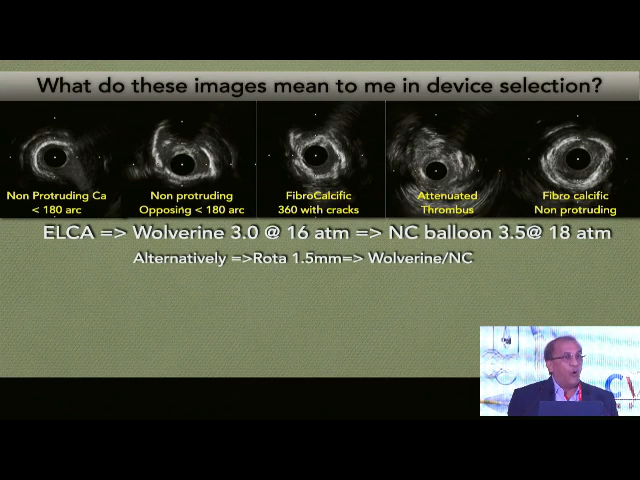 What do these images mean to me in device selection?
Non Protruding Ca
< 180 arc
Non protruding
Opposing < 180 arc
FibroCalcific
360 with cracks
Attenuated
Thrombus
Fibro calcific
Non protruding
ELCA => Wolverine 3.0 @ 16 atm => NC balloon 3.5@ 18 atm
Alternatively =>Rota 1.5mm=> Wolverine/NC
CV